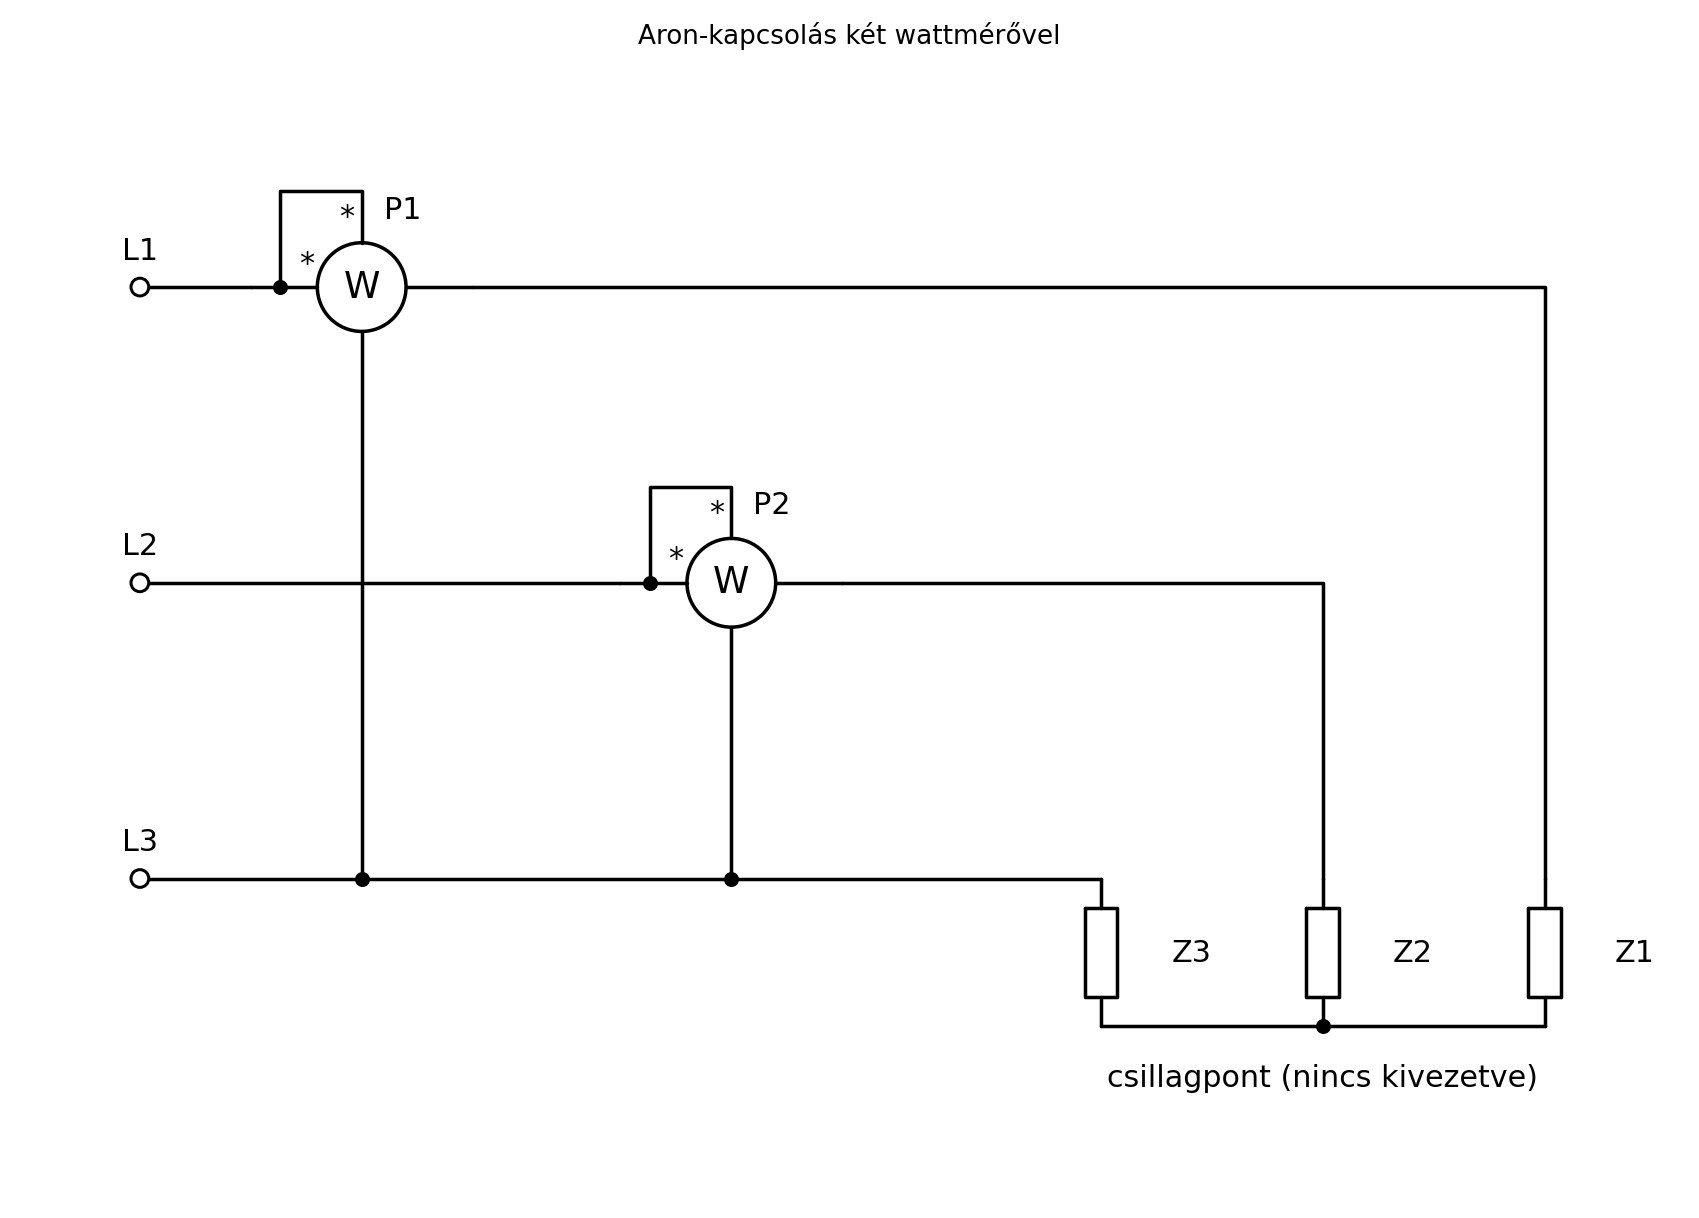 Aron-kapcsolás két wattmérővel
* P1
L1 *
W
* P2
L2 *
W
L3
Z3 Z2 Z1
csillagpont (nincs kivezetve)